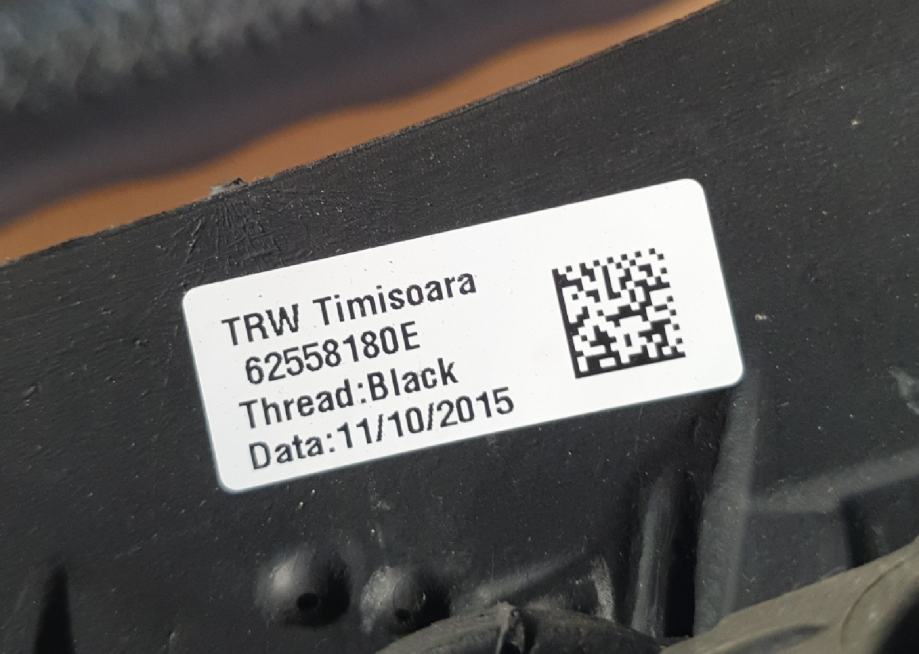 TRW Timisoara
62558180E
Thread:Black
Data:11/10/2015